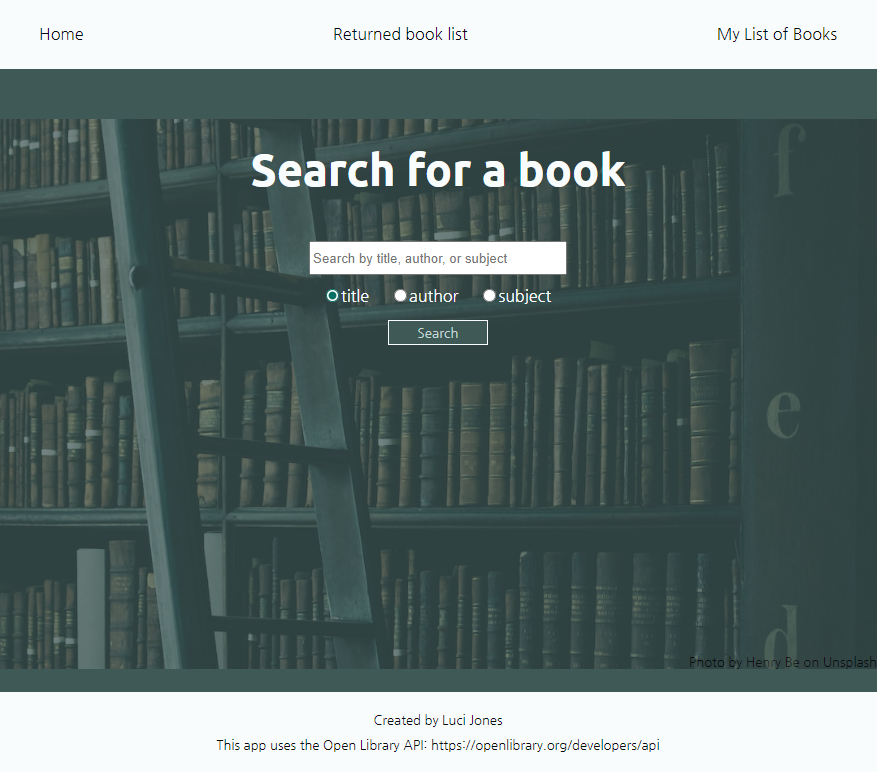 Home Returned book list My List of Books
Search for a book
Search by title, author, or subject
title author subject
Search
f
e
d
Photo by Henry Be on Unsplash
Created by Luci Jones
This app uses the Open Library API: https://openlibrary.org/developers/api